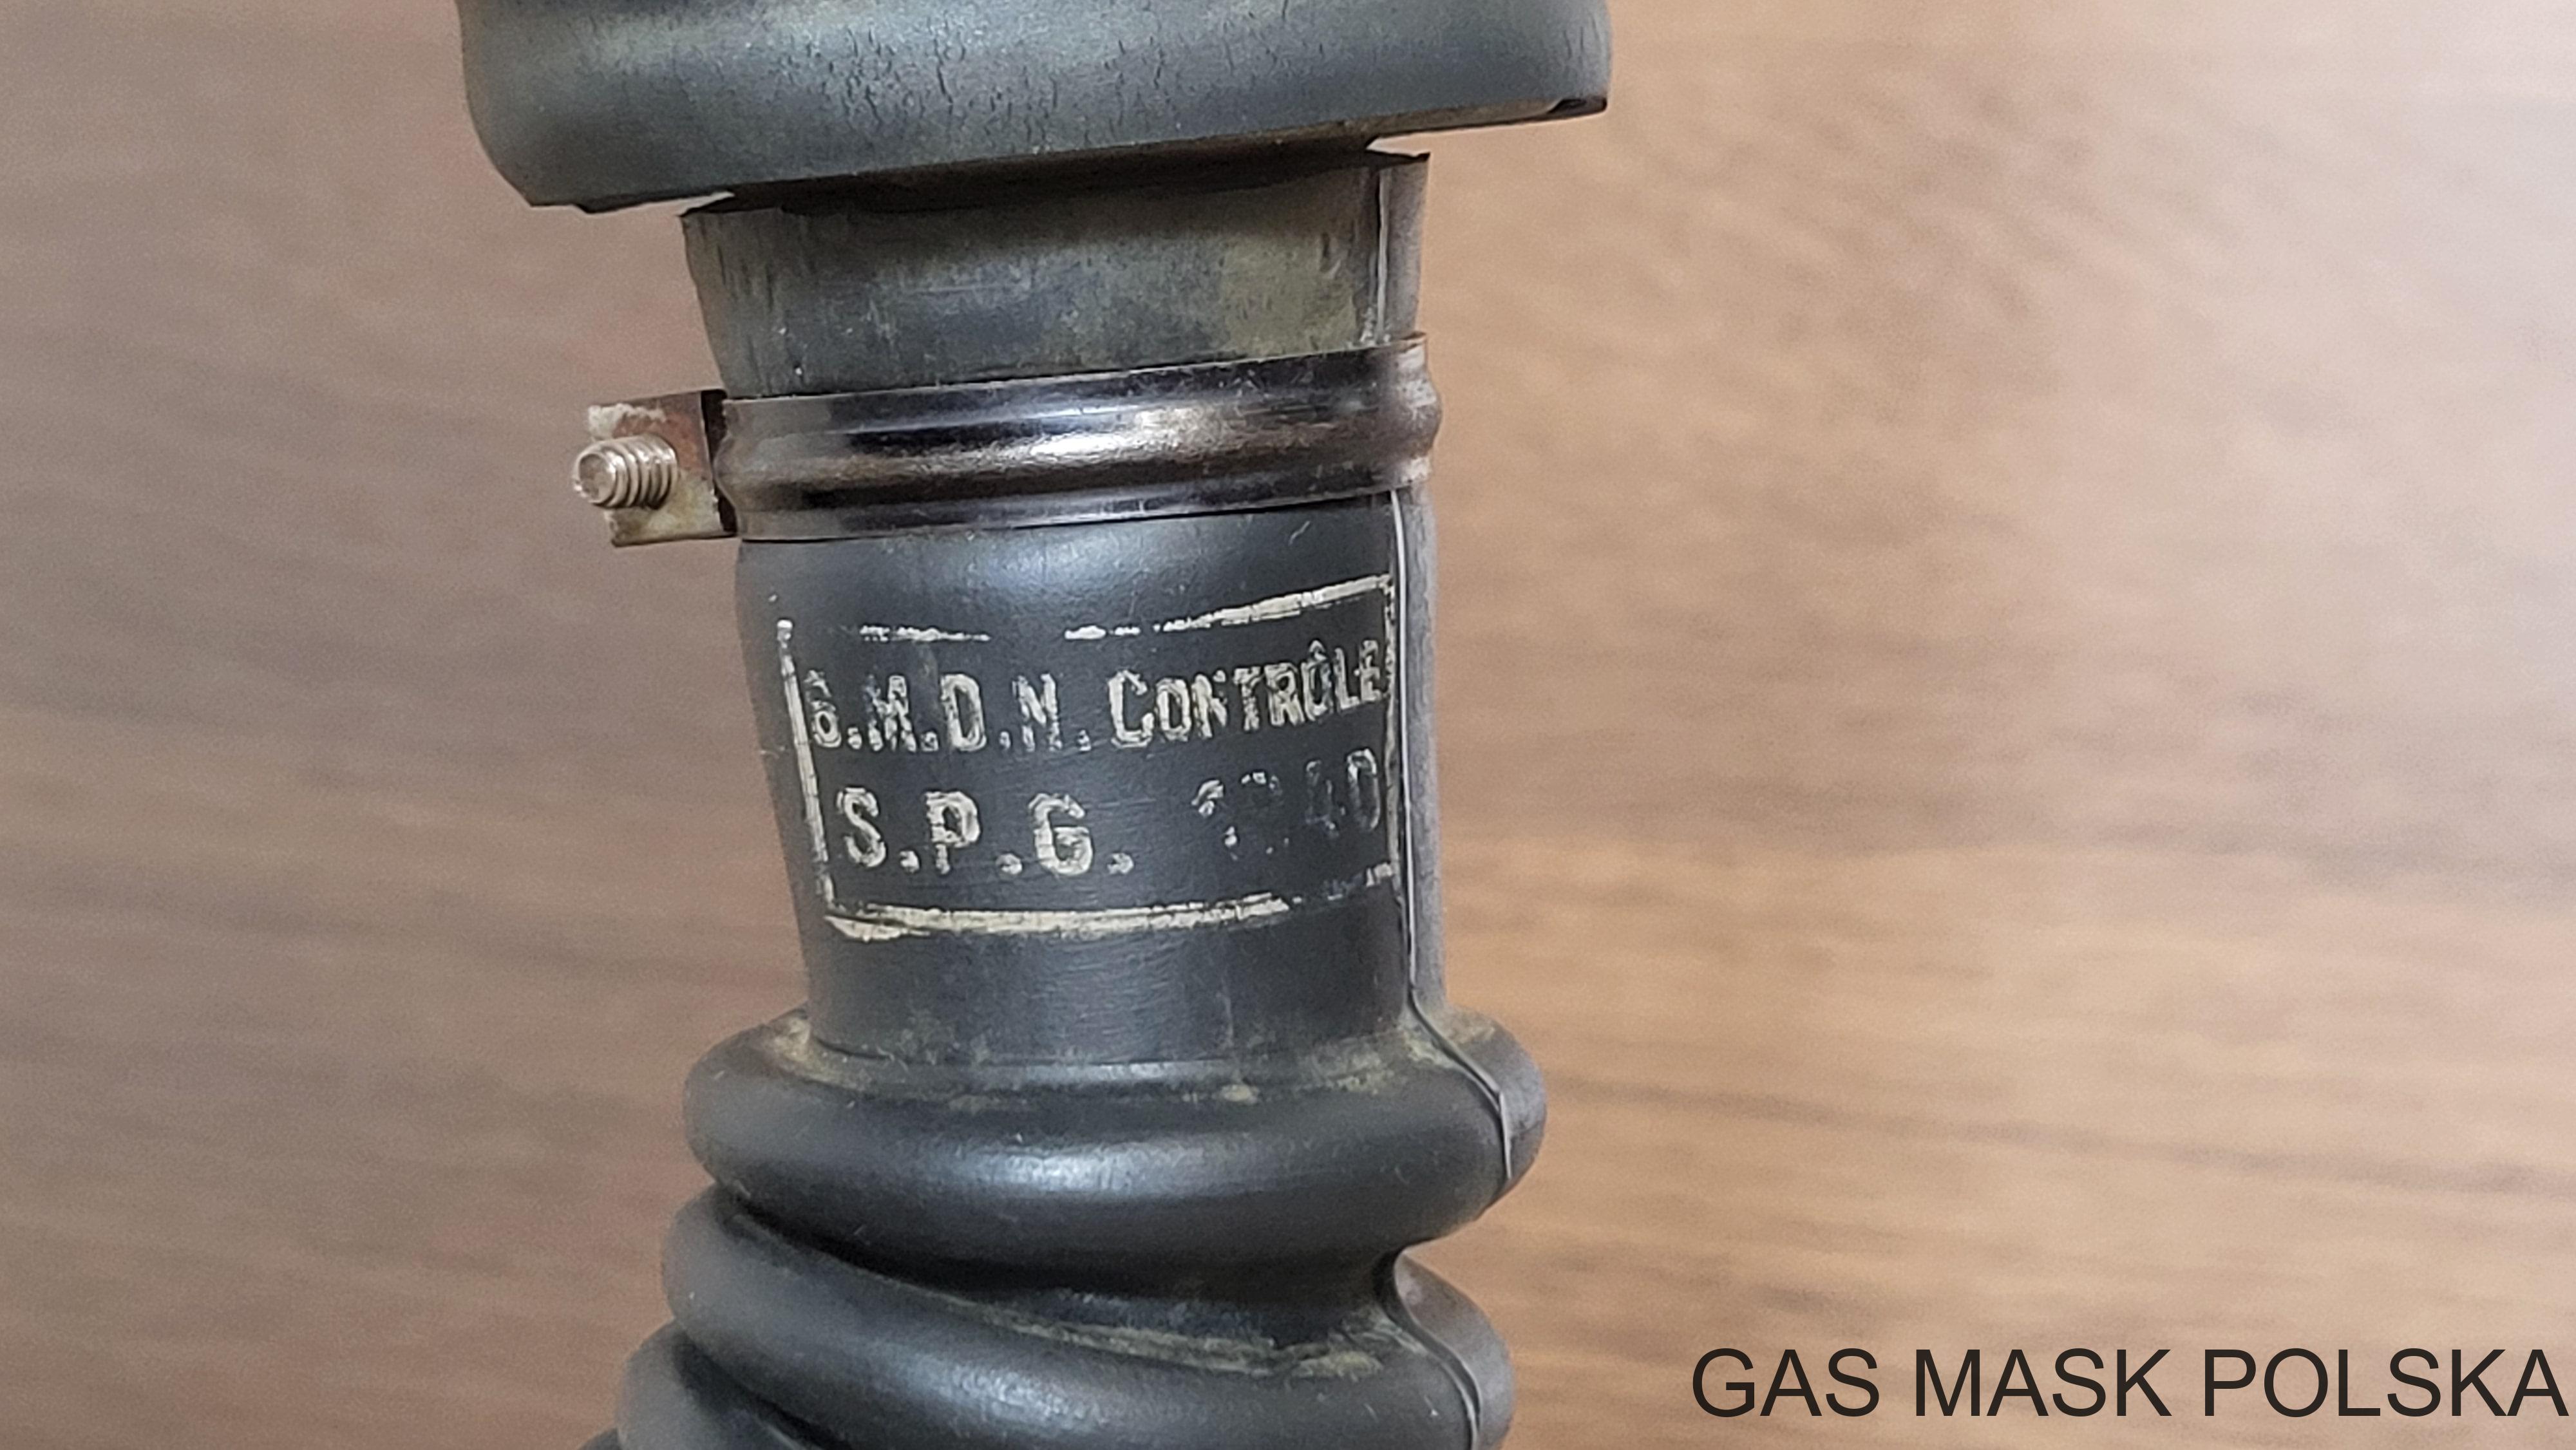 G.M.D.N. CONTRÔLE
S.P.G.
GAS MASK POLSKA